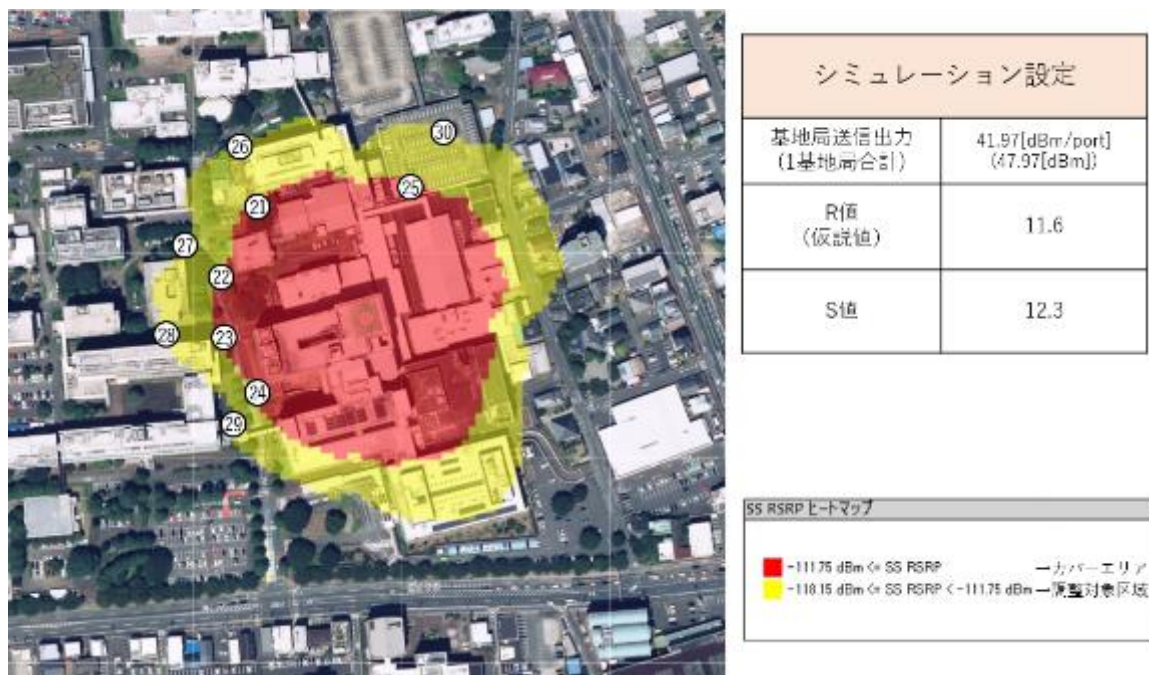 シミュレーション設定
基地局送信出力
(1基地局合計)
41.97[dBm/port]
(47.97[dBm])
R値
(仮説値)
11.6
S値
12.3
30
26
25
21
27
22
28
23
24
29
SS RSRP ヒートマップ
-111.75 dBm <= SS RSRP →カバーエリア
-118.15 dBm <= SS RSRP < -111.75 dBm →調整対象区域